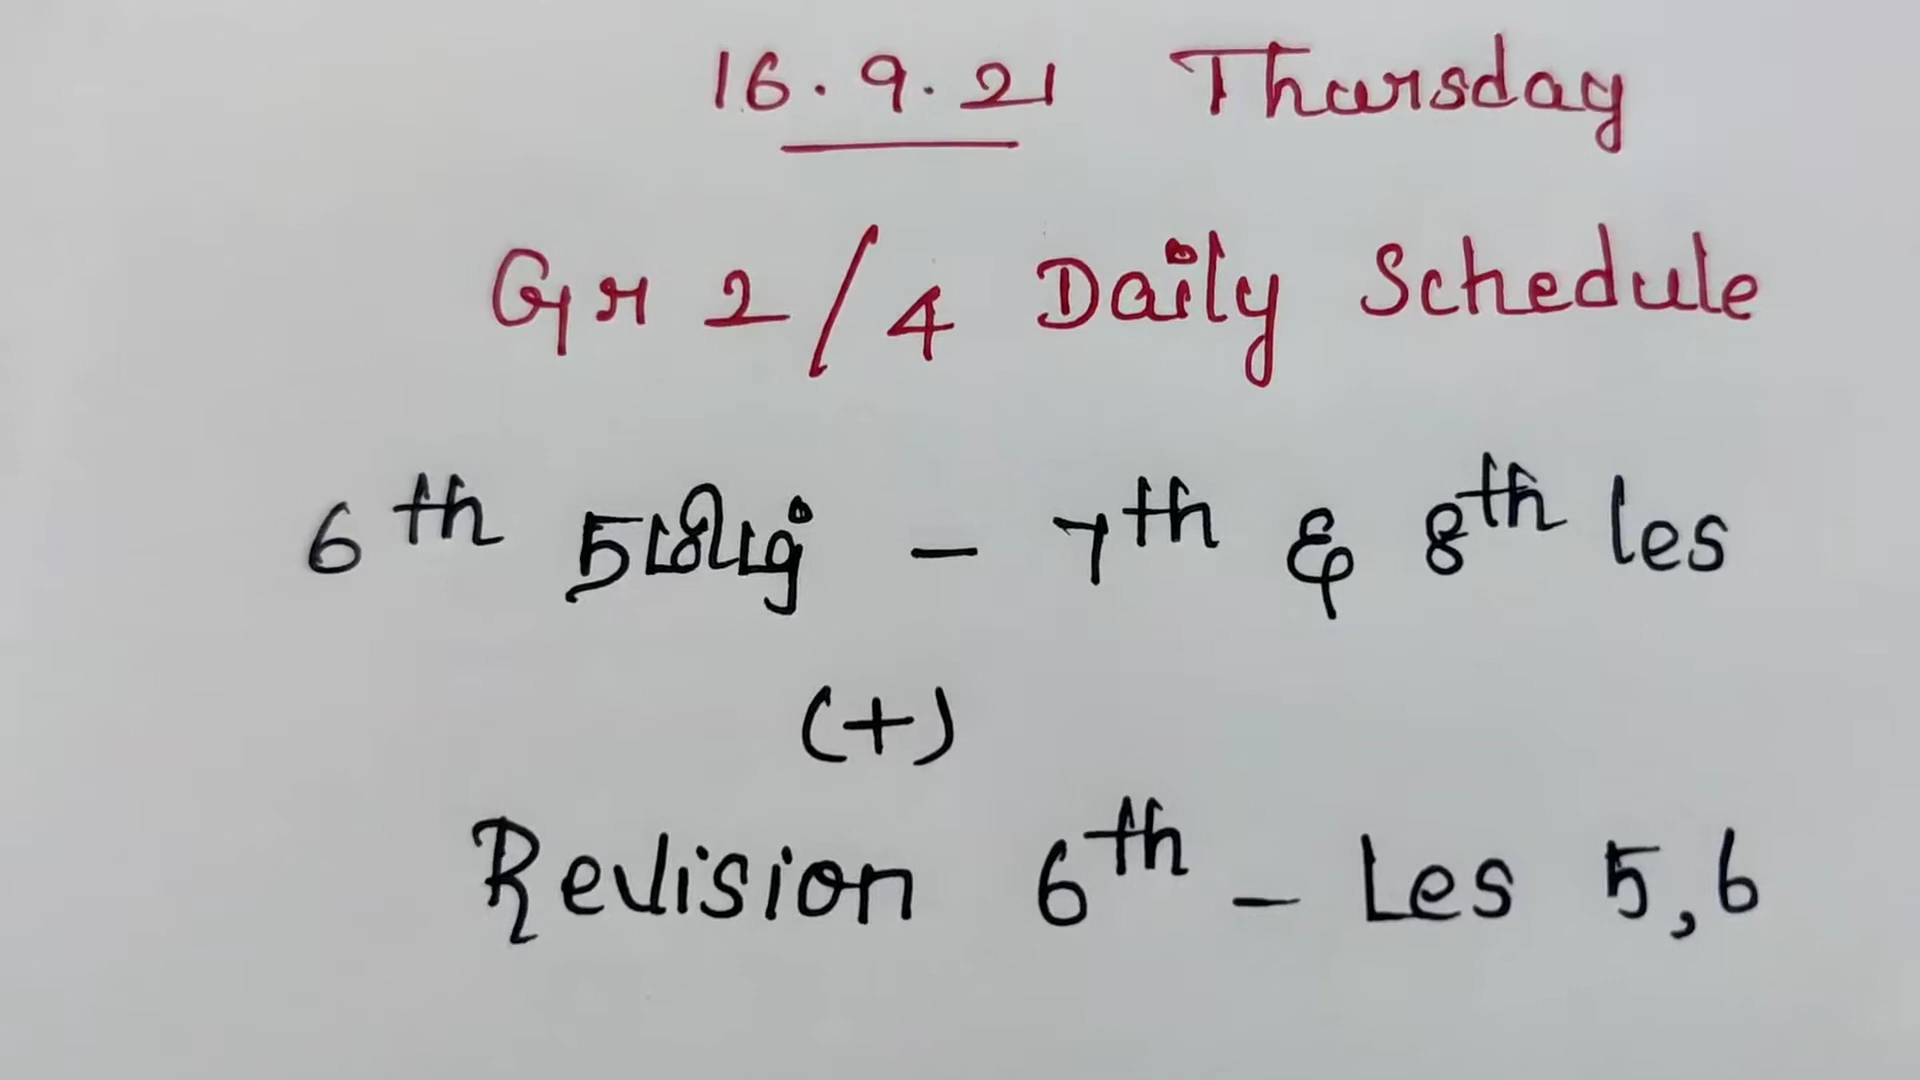 16.9.21 Thursday
Gr 2/4 Daily Schedule
6th தமிழ் - 7th & 8th les
(+)
Revision 6th - Les 5,6